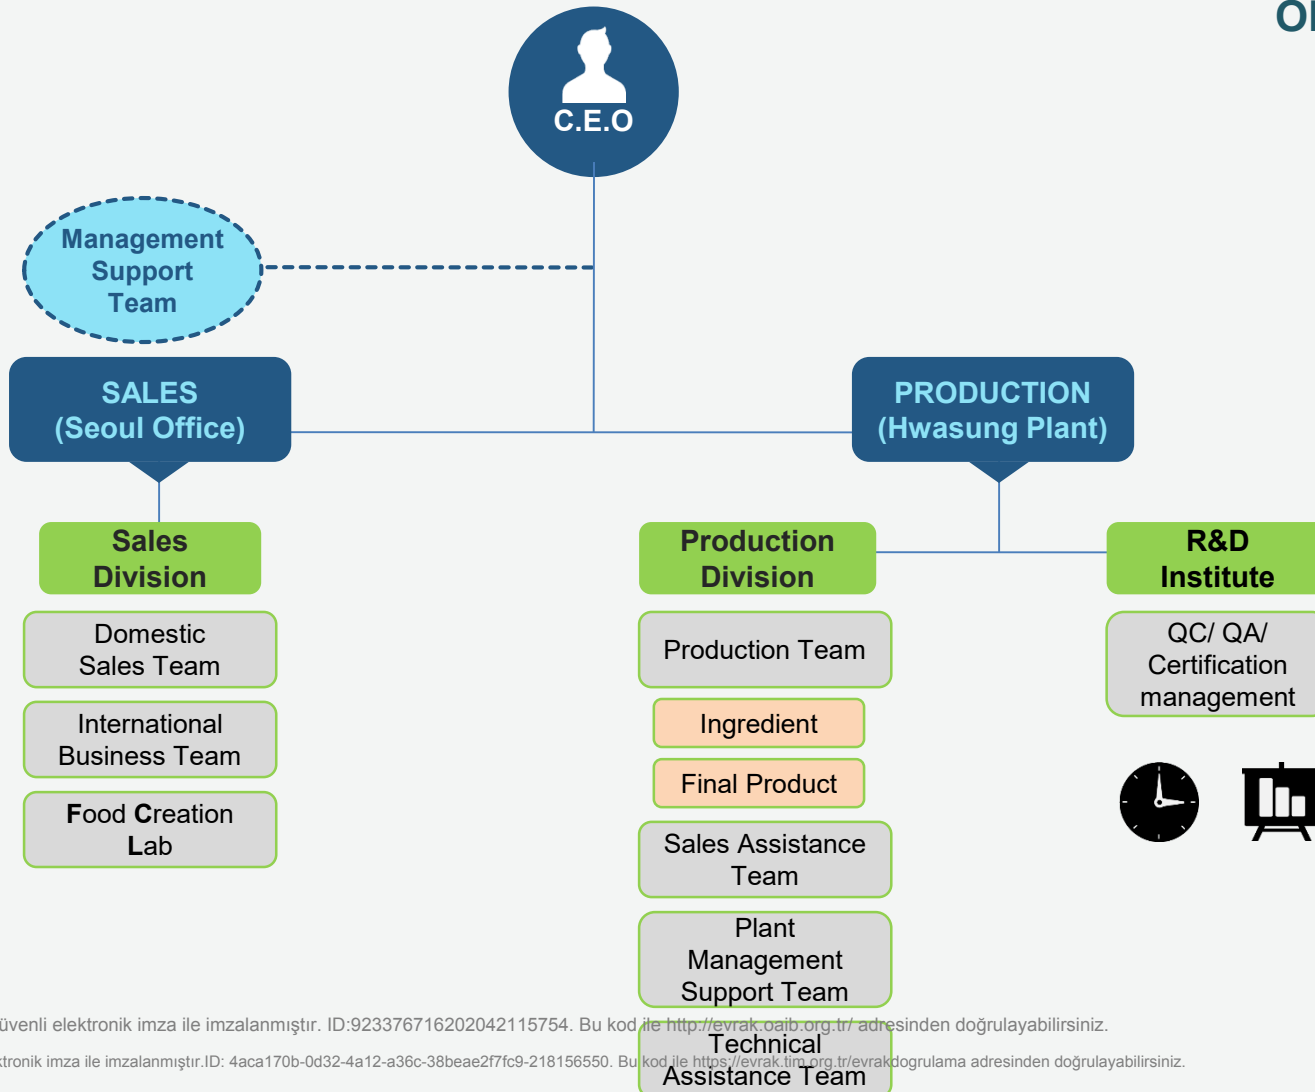 C.E.O
Management
Support
Team
SALES
(Seoul Office)
PRODUCTION
(Hwasung Plant)
Sales
Division
Domestic
Sales Team
International
Business Team
Food Creation
Lab
Production
Division
Production Team
Ingredient
Final Product
Sales Assistance
Team
Plant
Management
Support Team
Technical
Assistance Team
R&D
Institute
QC/ QA/
Certification
management
elektronik imza ile imzalanmıştır. ID:923376716202042115754. Bu kod ile http://evrak.oaib.org.tr/ adresinden doğrulayabilirsiniz.
imza ile imzalanmıştır.ID: 4aca170b-0d32-4a12-a36c-38beae2f7fc9-218156550. Bu kod ile https://evrak.tim.org.tr/evrakdogrulama adresinden doğrulayabilirsiniz.